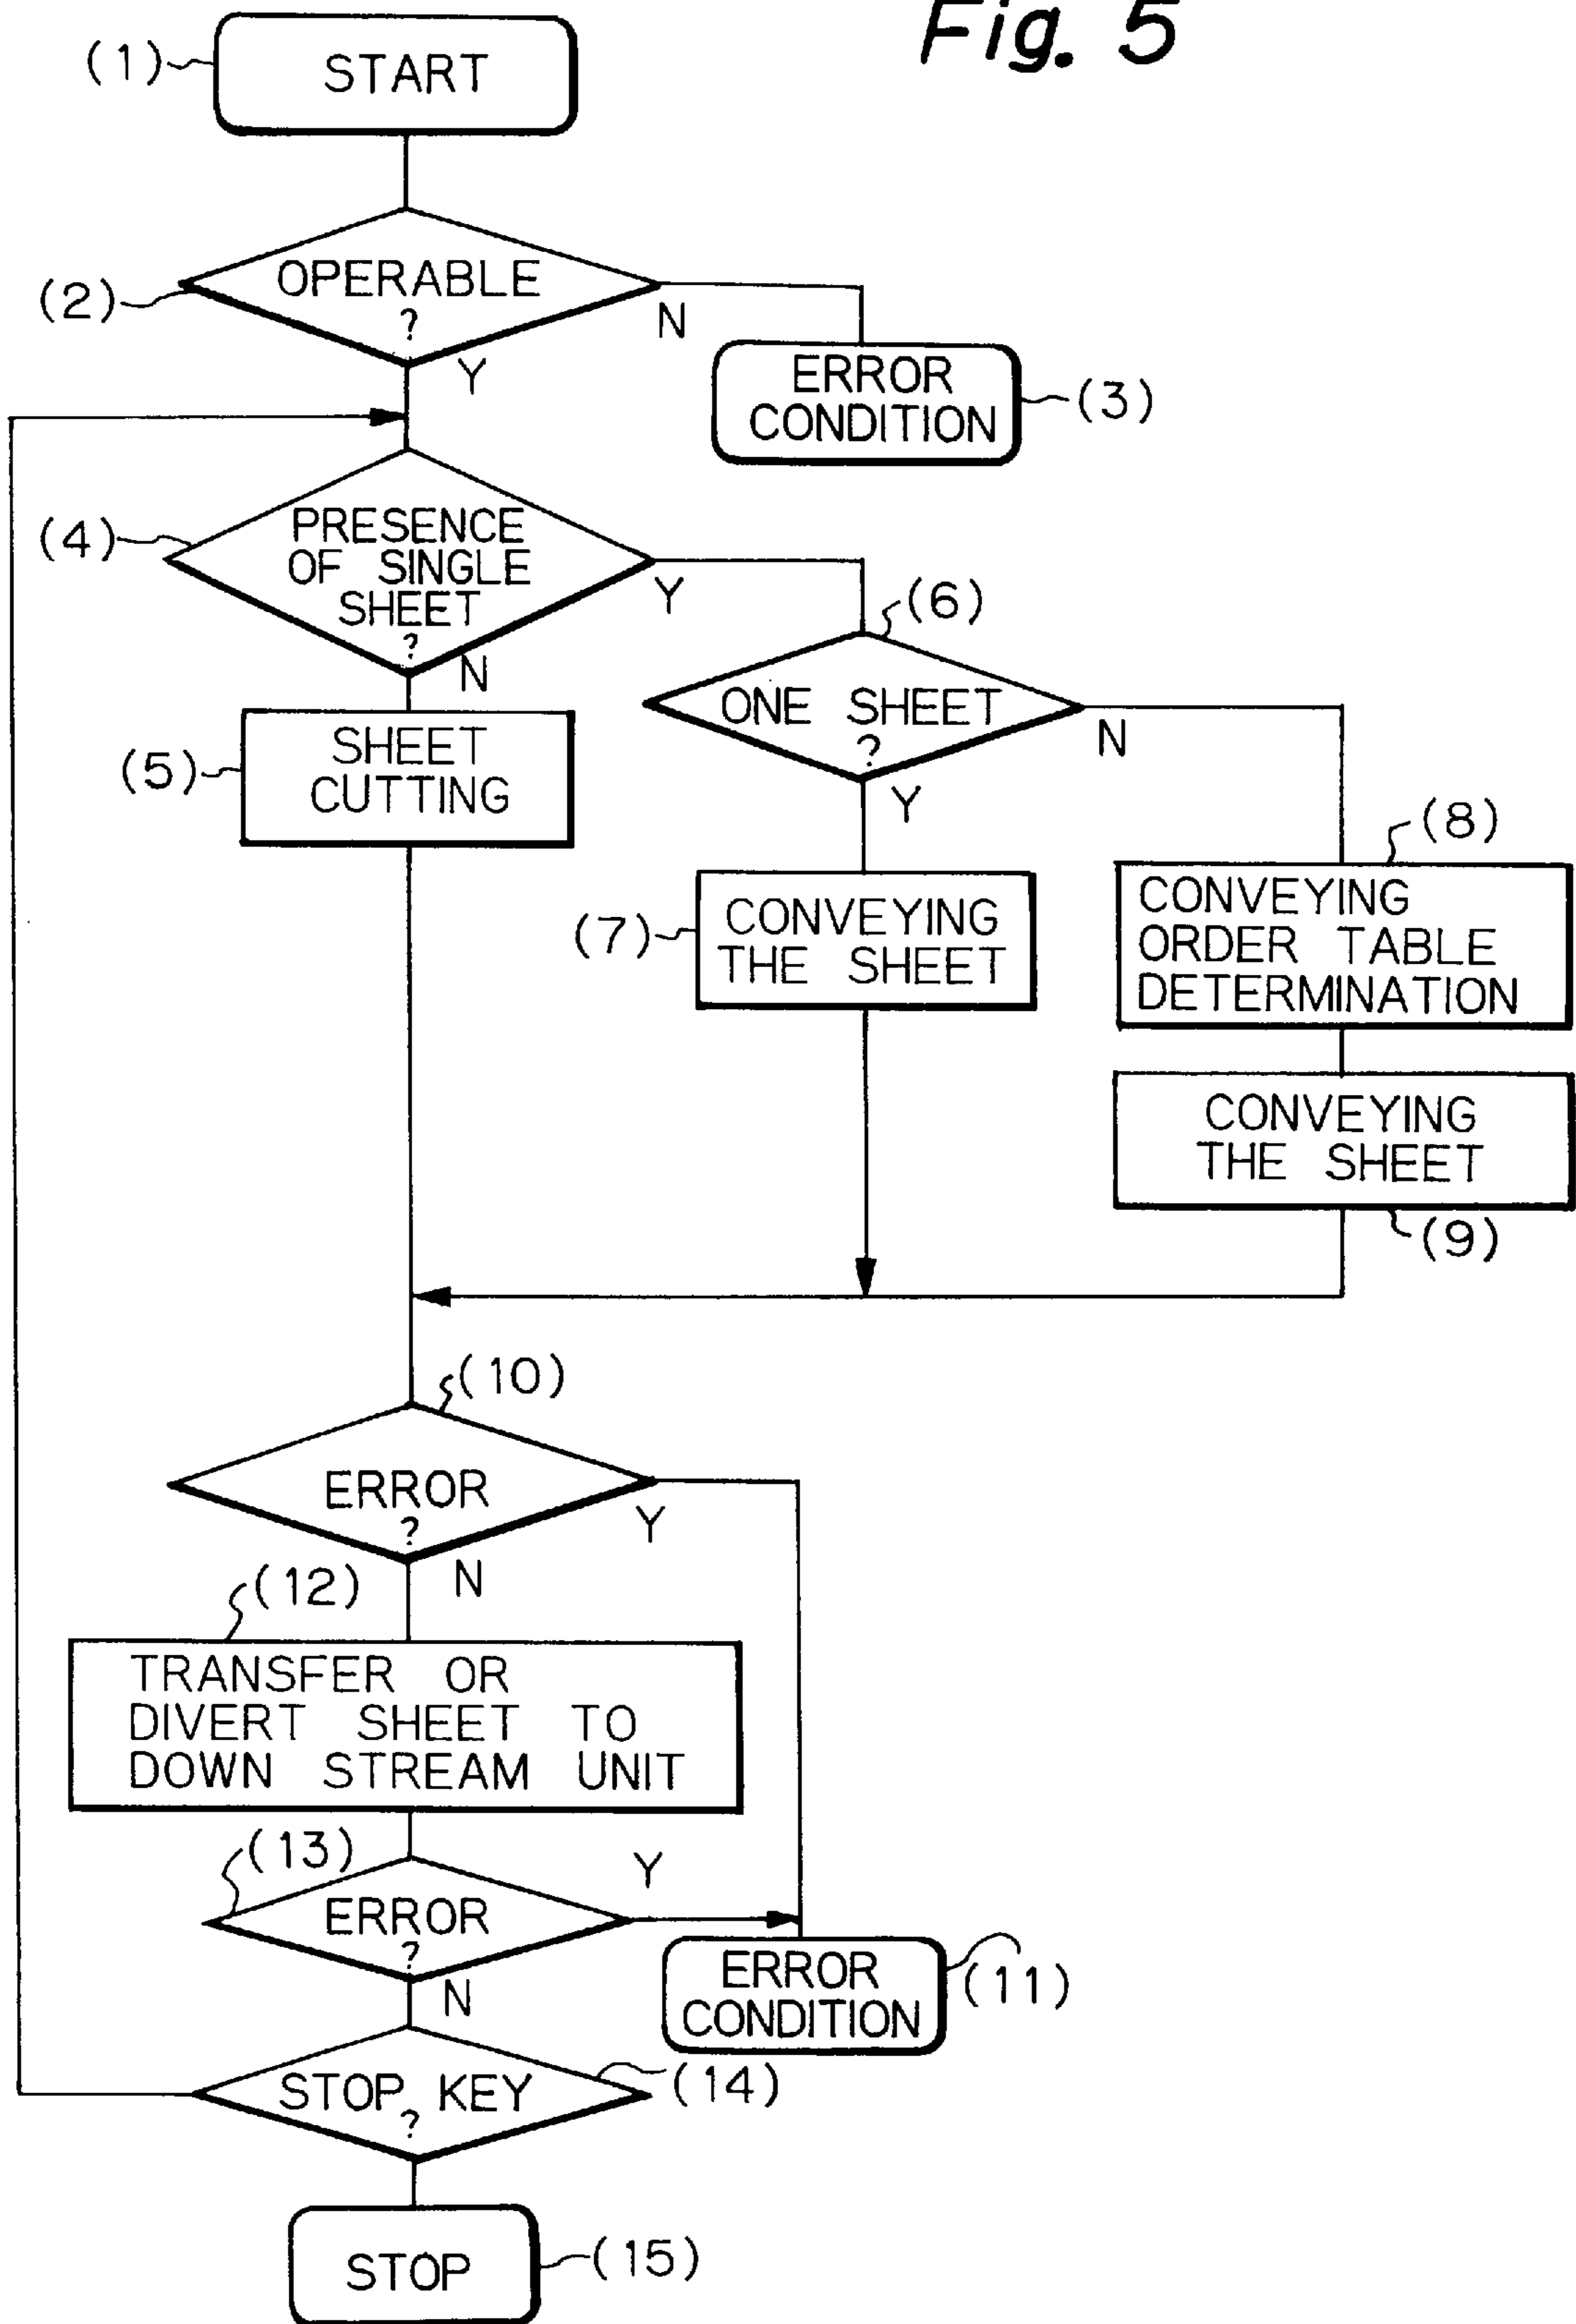 Fig. 5
(1)
START
(2)
OPERABLE
?
N
Y
ERROR
CONDITION
(3)
(4)
PRESENCE
OF SINGLE
SHEET
?
Y
N
(6)
ONE SHEET
?
N
Y
(5)
SHEET
CUTTING
(7)
CONVEYING
THE SHEET
(8)
CONVEYING
ORDER TABLE
DETERMINATION
CONVEYING
THE SHEET
(9)
(10)
ERROR
?
Y
N
(12)
TRANSFER OR
DIVERT SHEET TO
DOWN STREAM UNIT
(13)
ERROR
?
Y
N
ERROR
CONDITION
(11)
STOP KEY
?
(14)
STOP
(15)